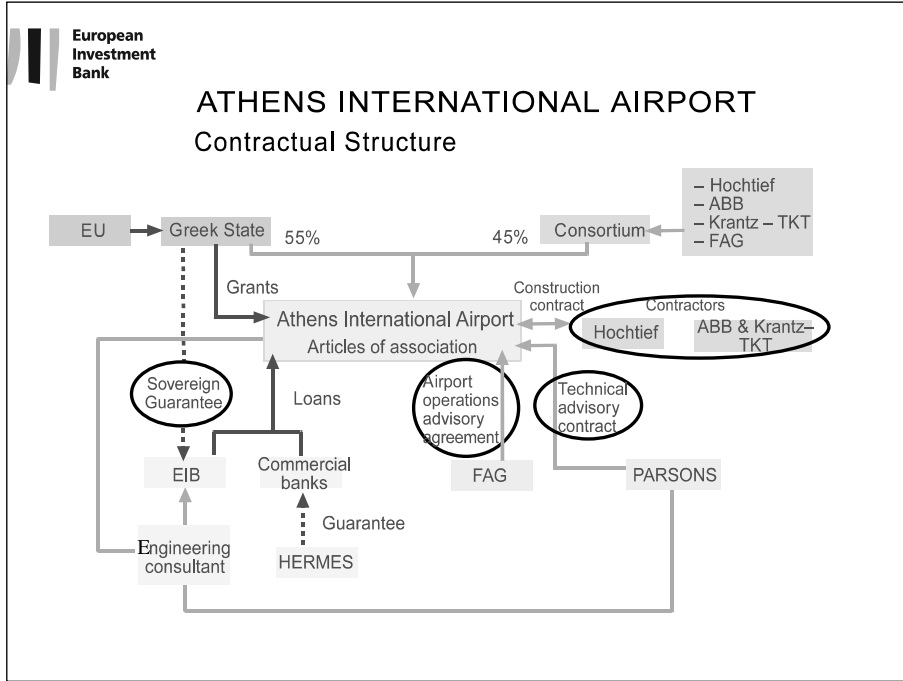 European
Investment
Bank
ATHENS INTERNATIONAL AIRPORT
Contractual Structure
– Hochtief
– ABB
– Krantz – TKT
– FAG
EU
Greek State
55%
45%
Consortium
Grants
Construction
contract
Contractors
Athens International Airport
Articles of association
Hochtief
ABB & Krantz–
TKT
Sovereign
Guarantee
Loans
Airport
operations
advisory
agreement
Technical
advisory
contract
EIB
Commercial
banks
FAG
PARSONS
Guarantee
Engineering
consultant
HERMES